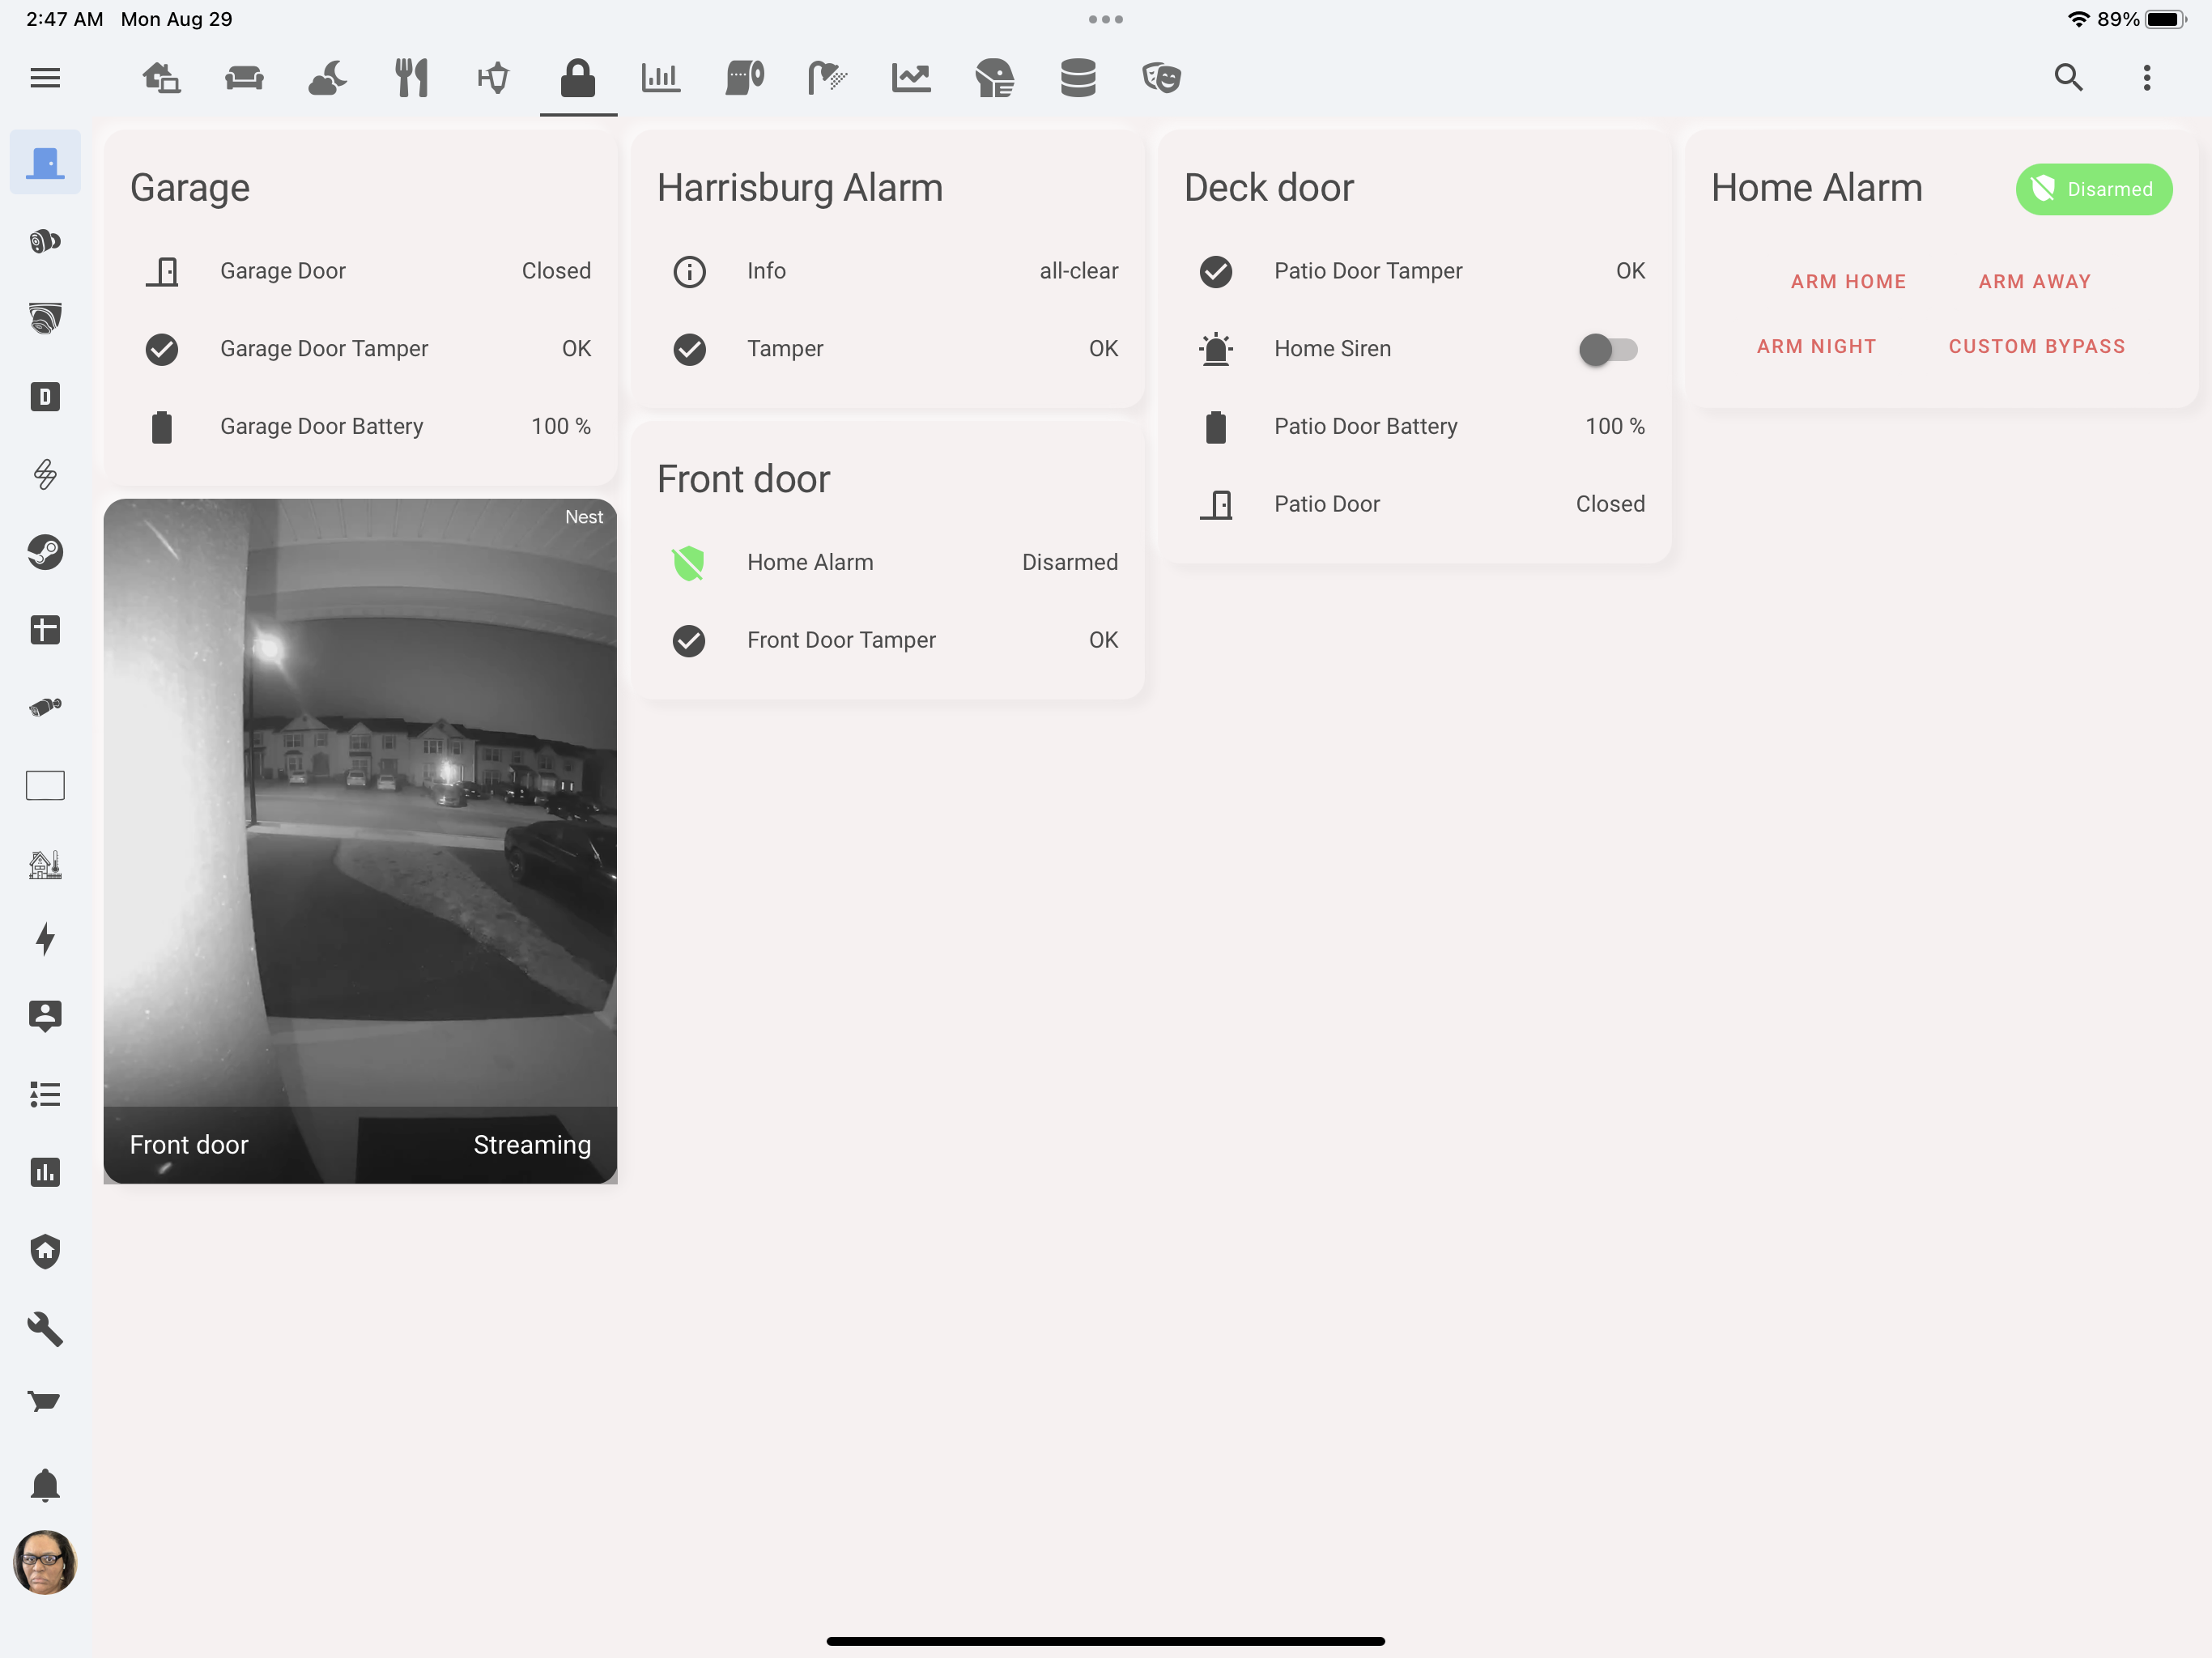 2:47 AM Mon Aug 29
89%
D
Garage
Garage Door Closed
Garage Door Tamper OK
Garage Door Battery 100 %
Nest
Front door Streaming
Harrisburg Alarm
Info all-clear
Tamper OK
Front door
Home Alarm Disarmed
Front Door Tamper OK
Deck door
Patio Door Tamper OK
Home Siren
Patio Door Battery 100 %
Patio Door Closed
Home Alarm Disarmed
ARM HOME ARM AWAY
ARM NIGHT CUSTOM BYPASS